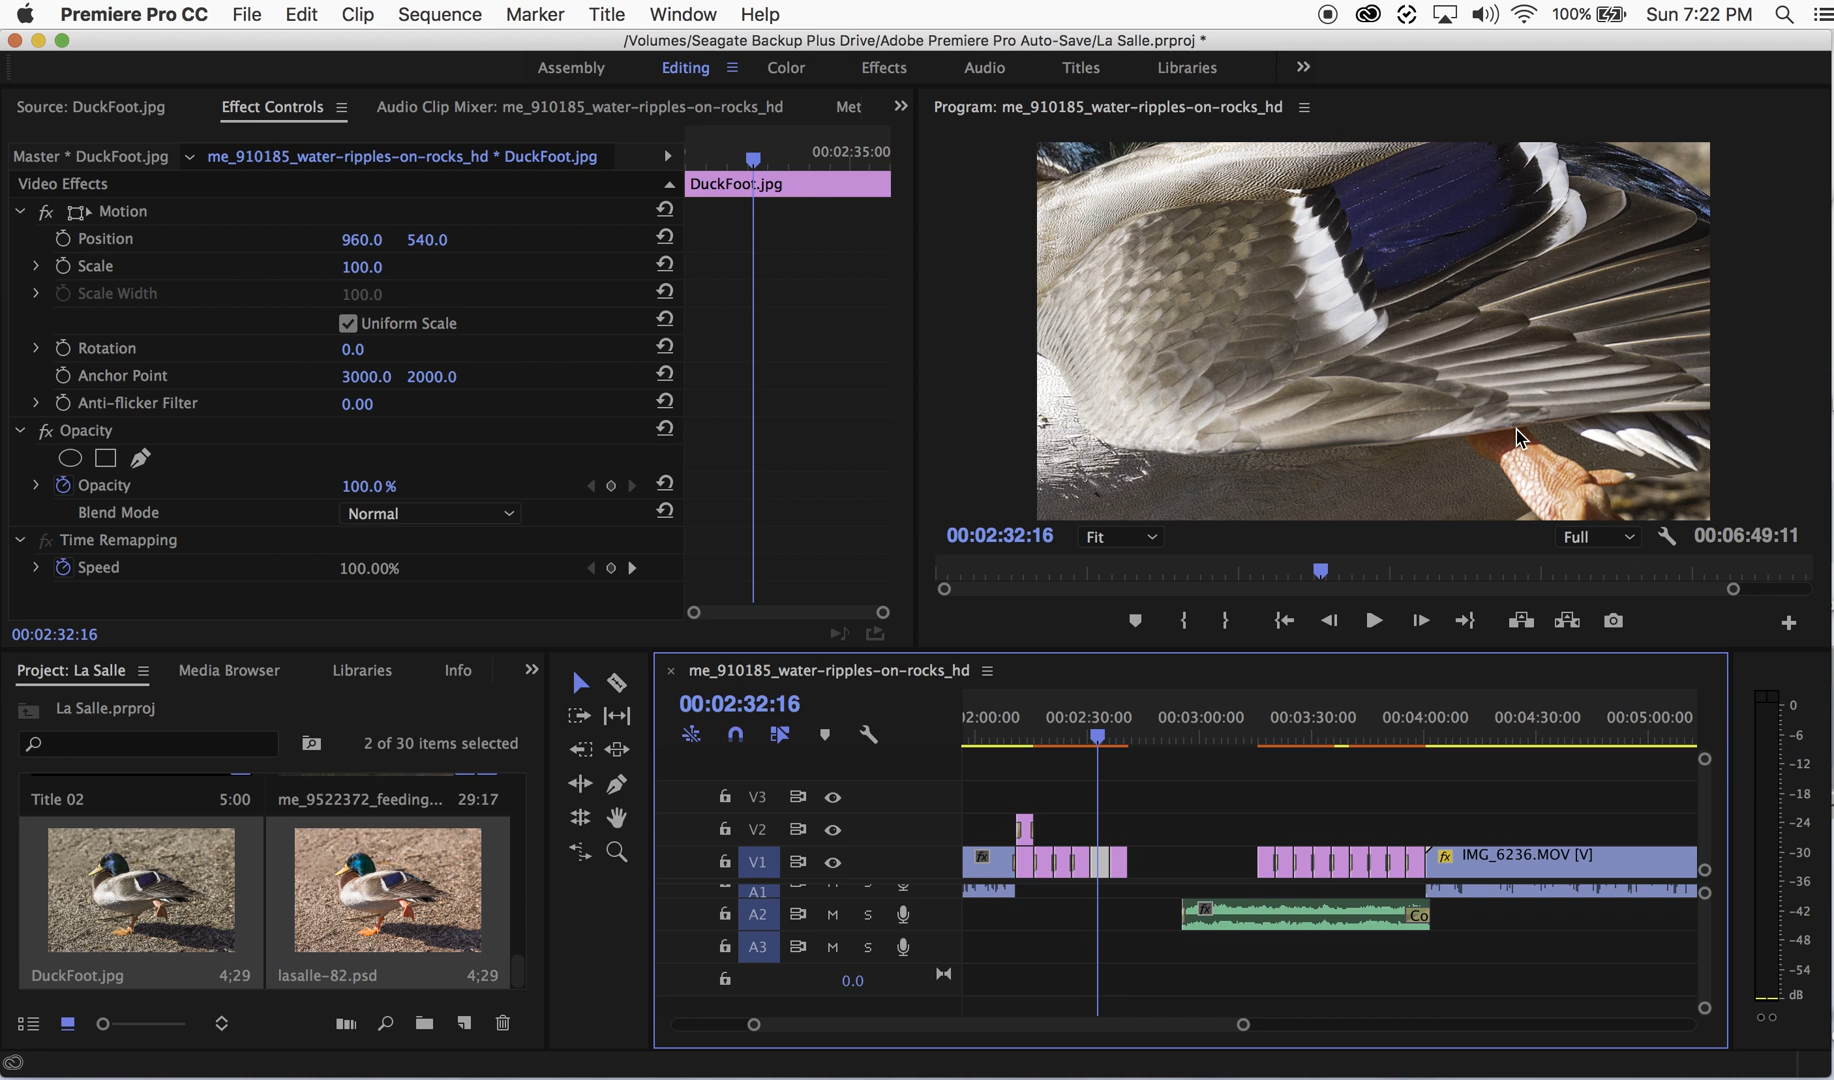 Premiere Pro CC File Edit Clip Sequence Marker Title Window Help 100% Sun 7:22 PM
/Volumes/Seagate Backup Plus Drive/Adobe Premiere Pro Auto-Save/La Salle.prproj *
Assembly Editing Color Effects Audio Titles Libraries
Source: DuckFoot.jpg Effect Controls Audio Clip Mixer: me_910185_water-ripples-on-rocks_hd Met
Program: me_910185_water-ripples-on-rocks_hd
Master * DuckFoot.jpg me_910185_water-ripples-on-rocks_hd * DuckFoot.jpg 00:02:35:00
Video Effects DuckFoot.jpg
fx Motion
Position 960.0 540.0
Scale 100.0
Scale Width 100.0
Uniform Scale
Rotation 0.0
Anchor Point 3000.0 2000.0
Anti-flicker Filter 0.00
fx Opacity
Opacity 100.0 %
Blend Mode Normal
fx Time Remapping
Speed 100.00%
00:02:32:16
00:02:32:16 Fit Full 00:06:49:11
Project: La Salle Media Browser Libraries Info
La Salle.prproj
2 of 30 items selected
Title 02 5:00 me_9522372_feeding... 29:17
DuckFoot.jpg 4;29 lasalle-82.psd 4;29
me_910185_water-ripples-on-rocks_hd
00:02:32:16
02:00:00 00:02:30:00 00:03:00:00 00:03:30:00 00:04:00:00 00:04:30:00 00:05:00:00
V3
V2
V1 fx fx IMG_6236.MOV [V]
A1
A2 M S fx Co
A3 M S
0.0
0
-6
-12
-18
-24
-30
-36
-42
-48
-54
dB